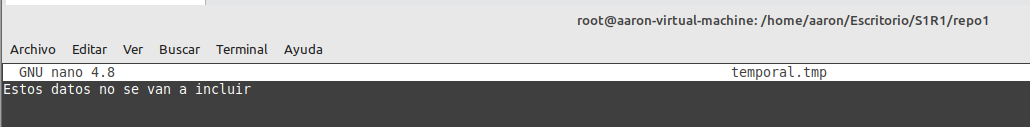 root@aaron-virtual-machine: /home/aaron/Escritorio/S1R1/repo1
Archivo Editar Ver Buscar Terminal Ayuda
GNU nano 4.8 temporal.tmp
Estos datos no se van a incluir